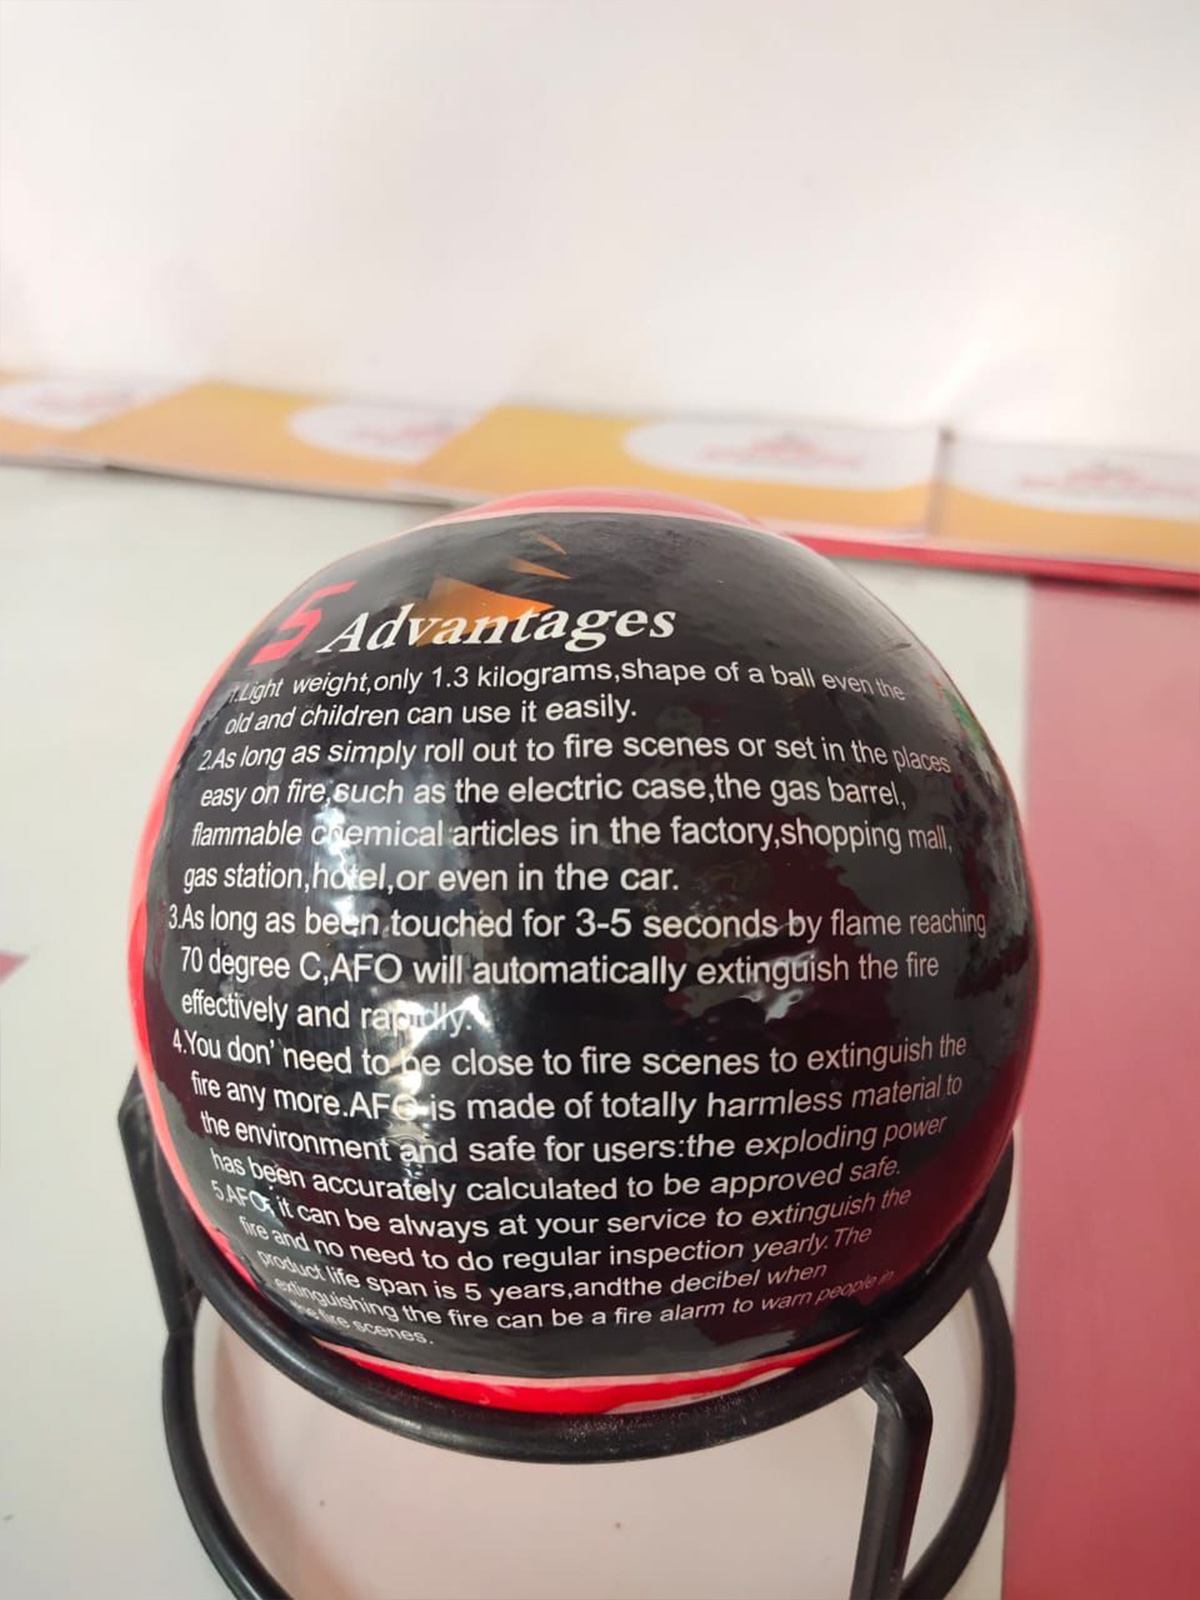 5 Advantages
1.Light weight,only 1.3 kilograms,shape of a ball even the
old and children can use it easily.
2.As long as simply roll out to fire scenes or set in the places
easy on fire,such as the electric case,the gas barrel,
flammable chemical articles in the factory,shopping mall,
gas station,hotel,or even in the car.
3.As long as been touched for 3-5 seconds by flame reaching
70 degree C,AFO will automatically extinguish the fire
effectively and rapidly.
4.You don' need to be close to fire scenes to extinguish the
fire any more.AFO is made of totally harmless material to
the environment and safe for users:the exploding power
has been accurately calculated to be approved safe.
5.AFO: it can be always at your service to extinguish the
fire and no need to do regular inspection yearly.The
product life span is 5 years,andthe decibel when
extinguishing the fire can be a fire alarm to warn people in
the fire scenes.